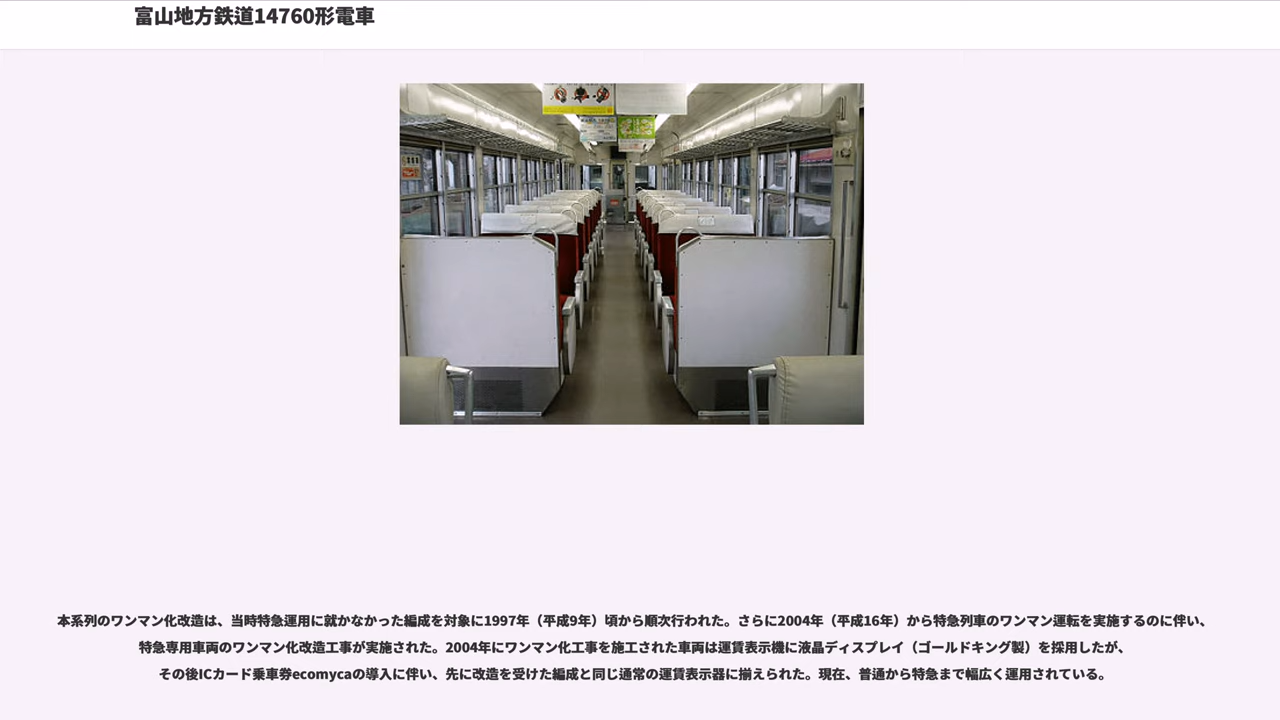 富山地方鉄道14760形電車
本系列のワンマン化改造は、当時特急運用に就かなかった編成を対象に1997年（平成9年）頃から順次行われた。さらに2004年（平成16年）から特急列車のワンマン運転を実施するのに伴い、
特急専用車両のワンマン化改造工事が実施された。2004年にワンマン化工事を施工された車両は運賃表示機に液晶ディスプレイ（ゴールドキング製）を採用したが、
その後ICカード乗車券ecomycaの導入に伴い、先に改造を受けた編成と同じ通常の運賃表示器に揃えられた。現在、普通から特急まで幅広く運用されている。